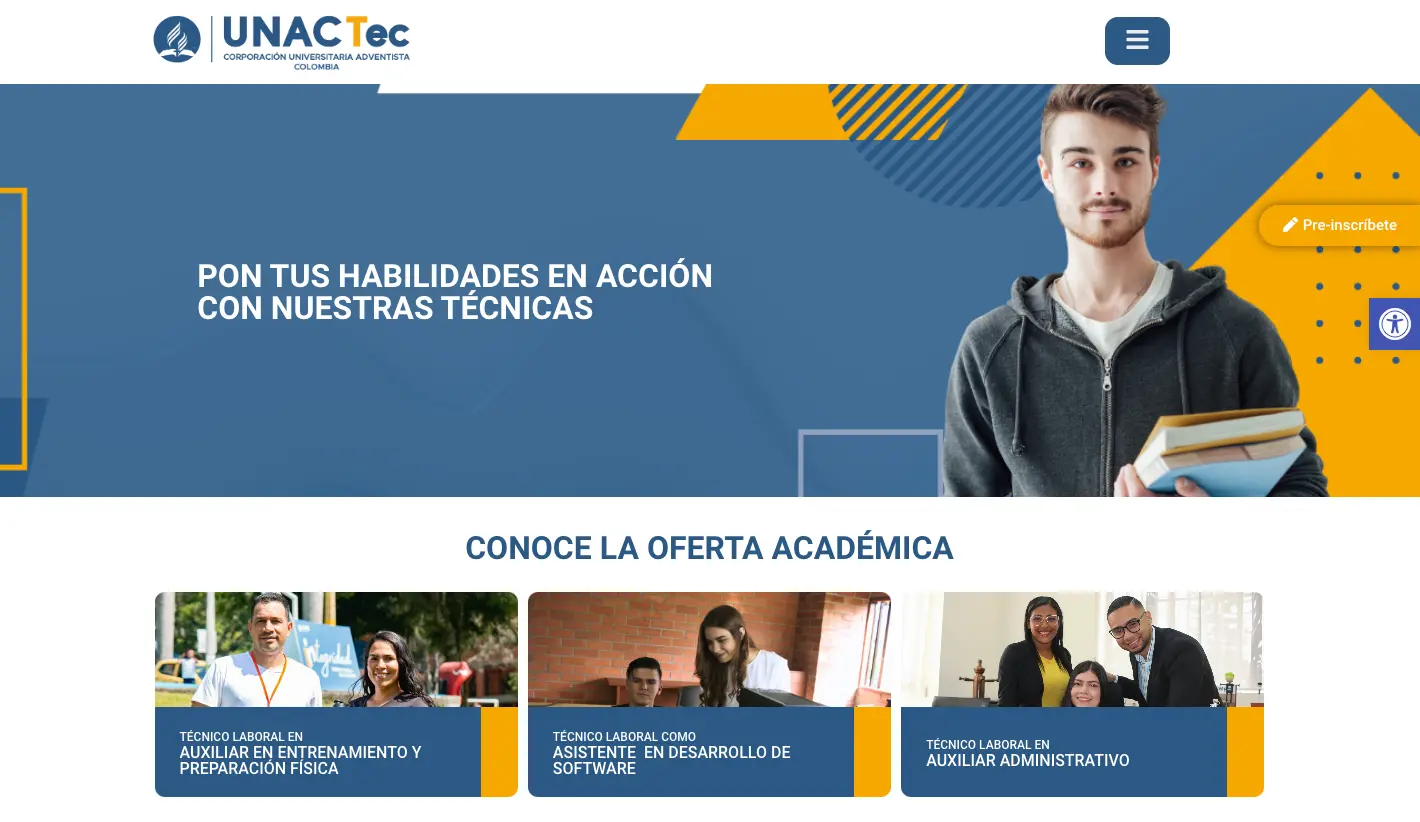 UNACTec
CORPORACIÓN UNIVERSITARIA ADVENTISTA
COLOMBIA
Pre-inscríbete
PON TUS HABILIDADES EN ACCIÓN
CON NUESTRAS TÉCNICAS
CONOCE LA OFERTA ACADÉMICA
integridad
TÉCNICO LABORAL EN
AUXILIAR EN ENTRENAMIENTO Y
PREPARACIÓN FÍSICA
TÉCNICO LABORAL COMO
ASISTENTE EN DESARROLLO DE
SOFTWARE
TÉCNICO LABORAL EN
AUXILIAR ADMINISTRATIVO